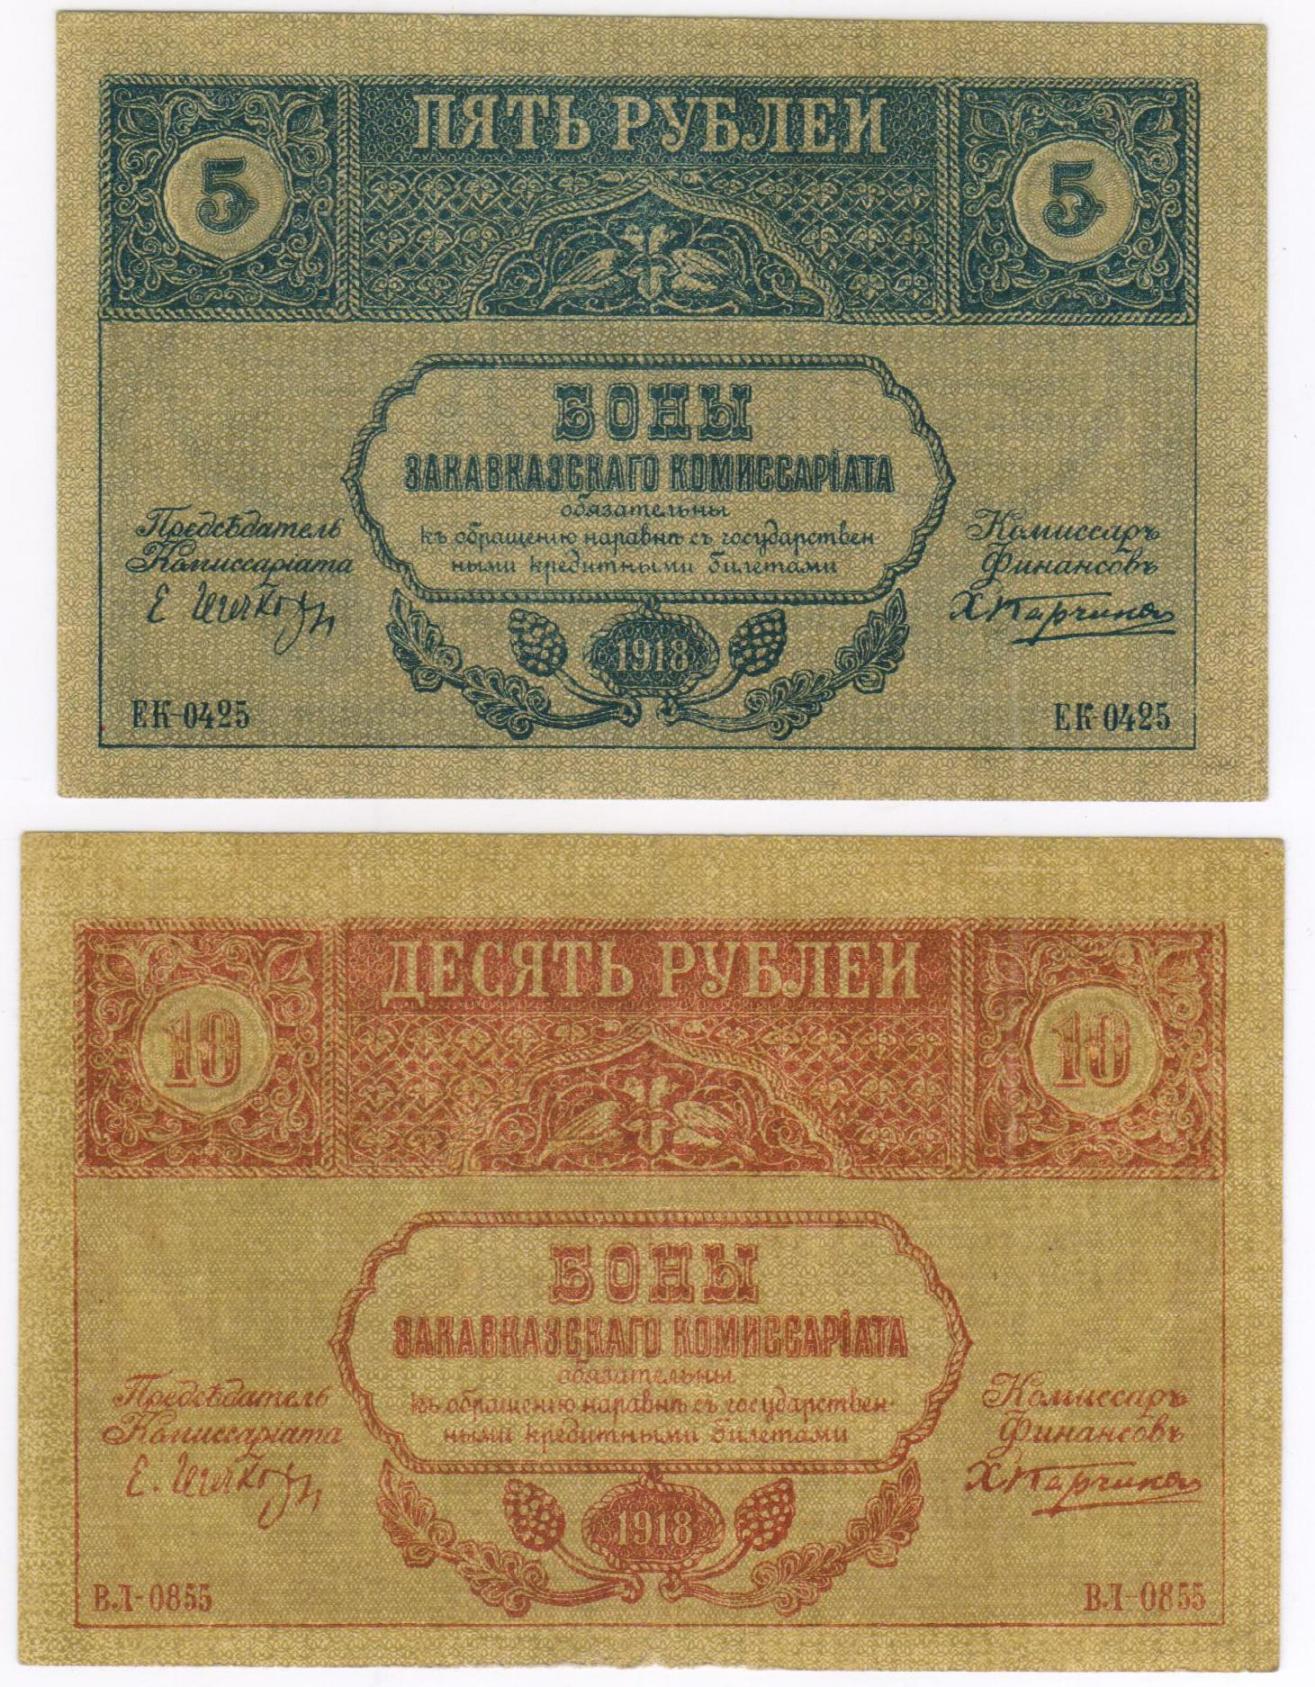 ПЯТЬ РУБЛЕЙ
5 5
БОНЫ
ЗАКАВКАЗСКАГО КОМИССАРІАТА
обязательны
къ обращенію наравнѣ съ государствен
ными кредитными билетами
Предсѣдатель
Комиссаріата
Комиссаръ
Финансовъ
1918
ЕК-0425 ЕК-0425
ДЕСЯТЬ РУБЛЕЙ
10 10
БОНЫ
ЗАКАВКАЗСКАГО КОМИССАРІАТА
обязательны
къ обращенію наравнѣ съ государствен-
ными кредитными билетами
Предсѣдатель
Комиссаріата
Комиссаръ
Финансовъ
1918
ВЛ-0855 ВЛ-0855